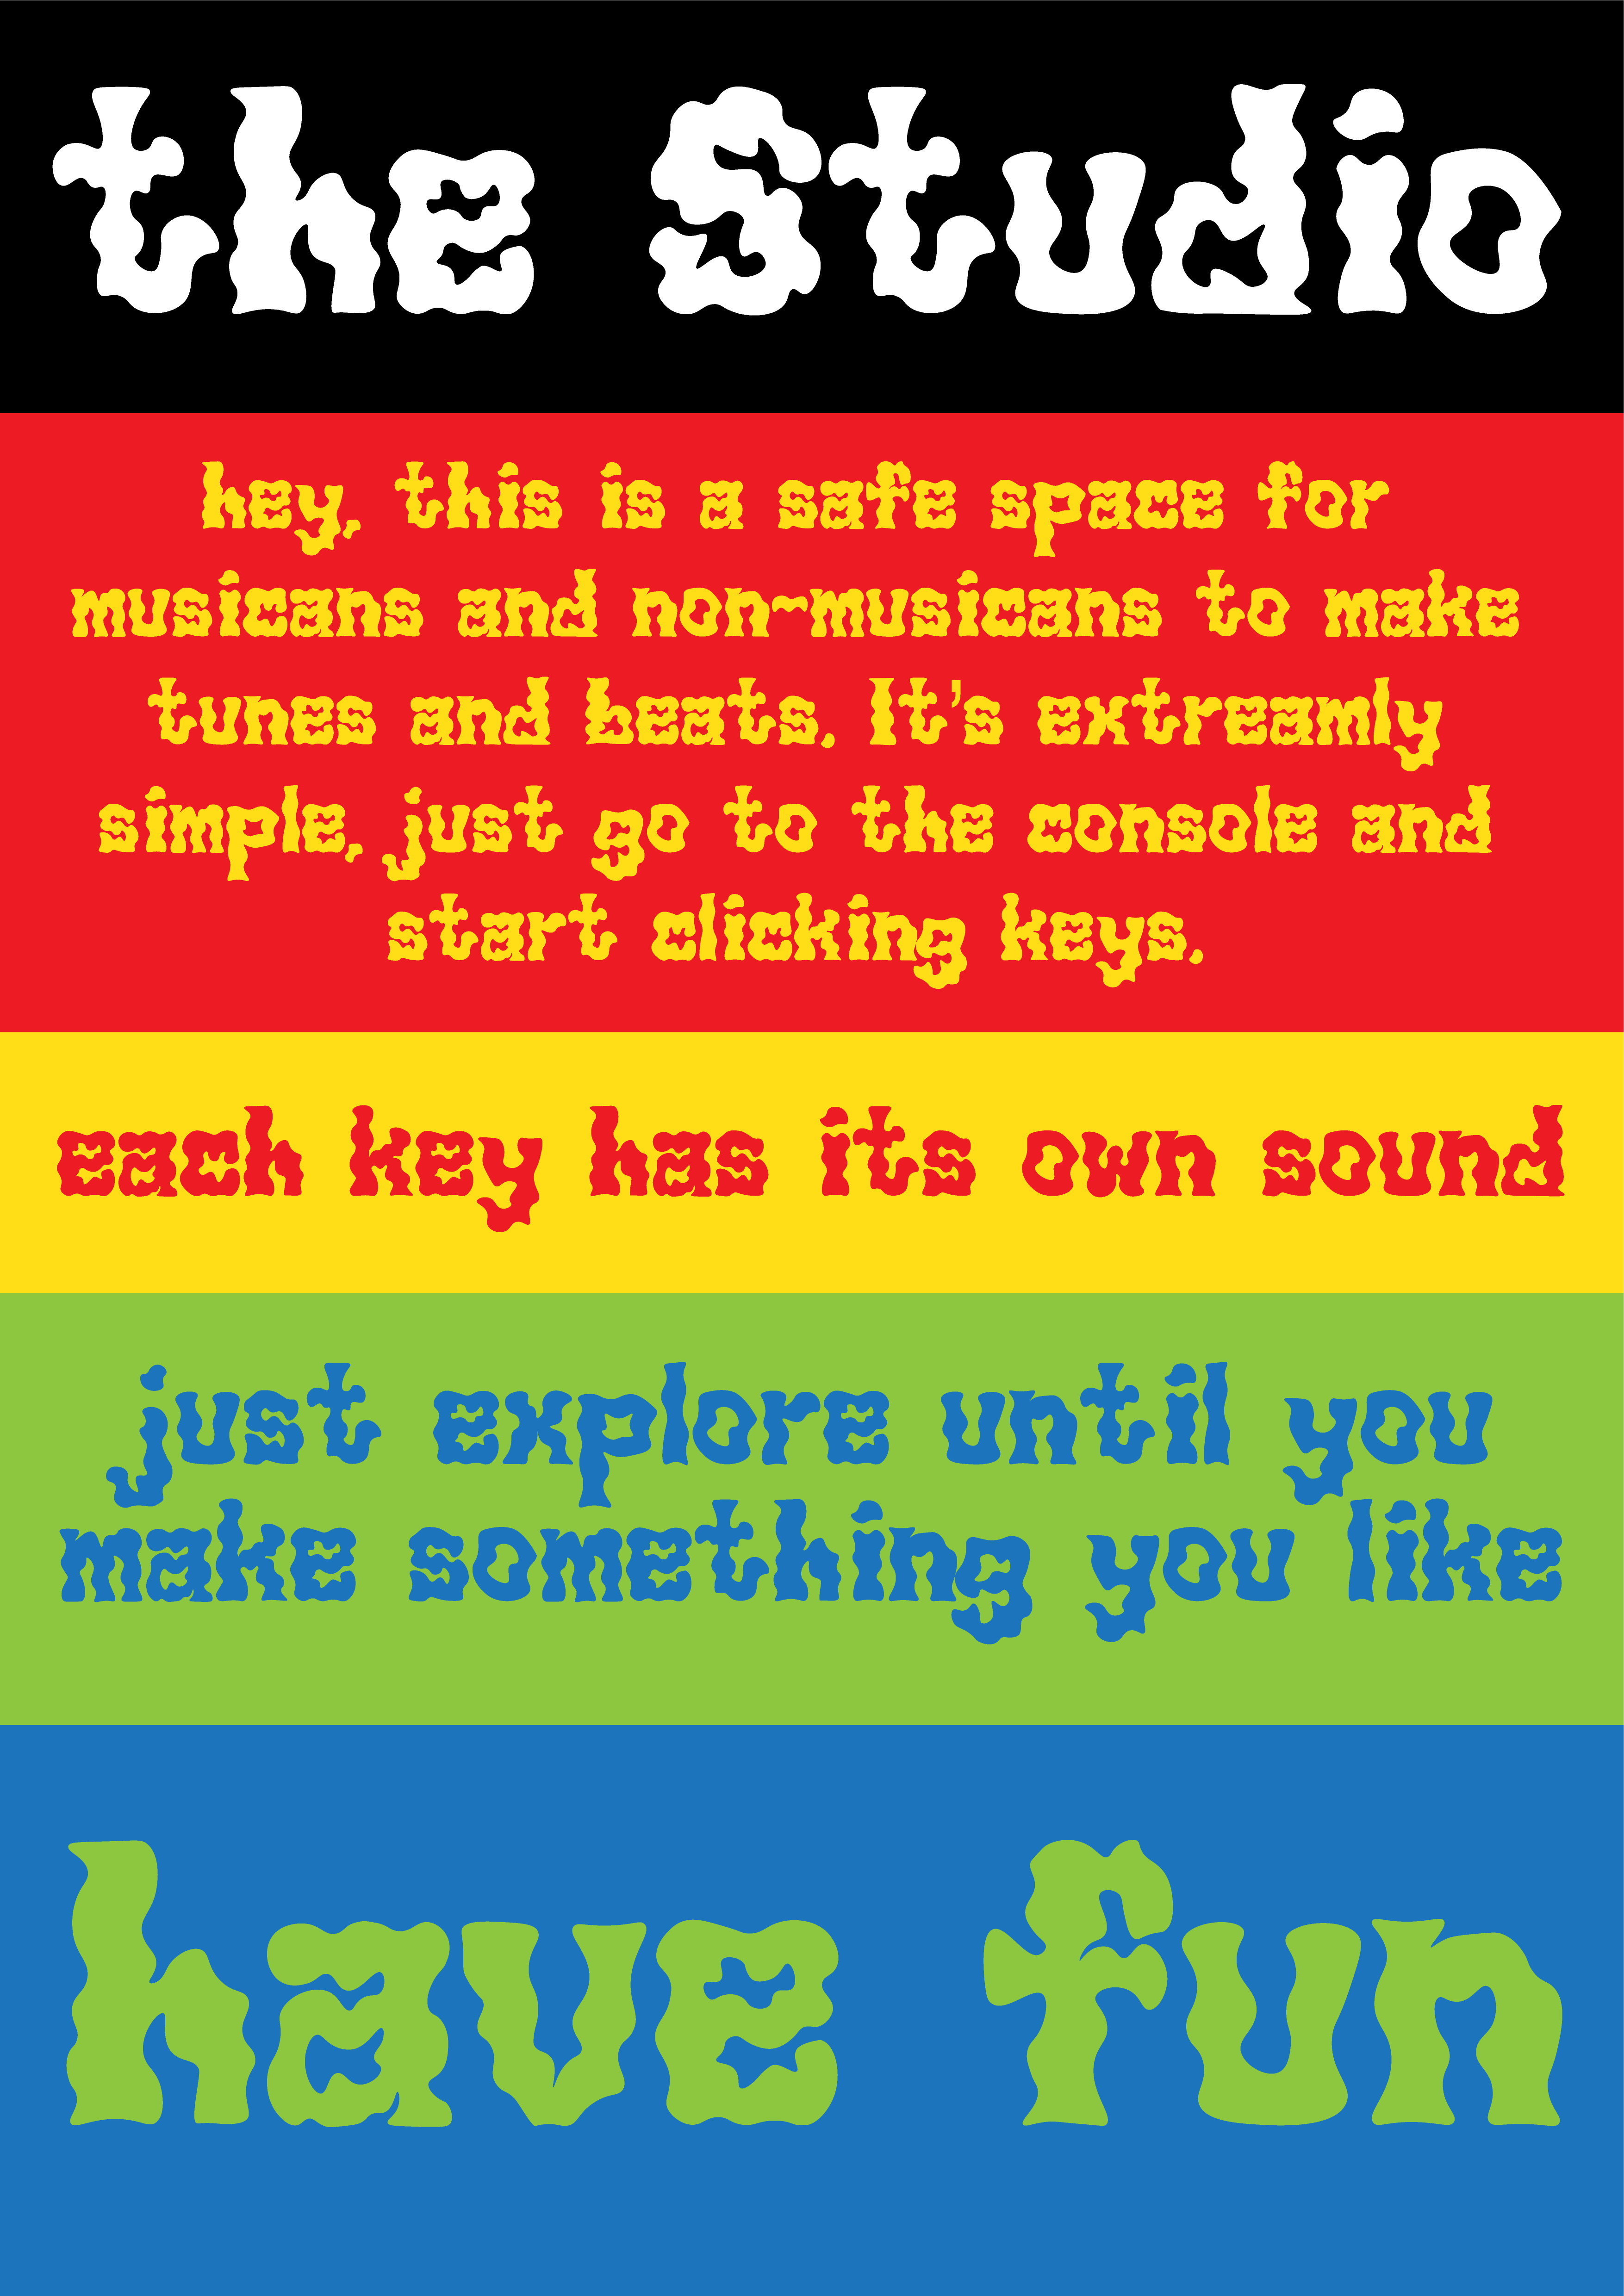 the Studio
hey, this is a safe space for
musicans and non-musicans to make
tunes and beats. It's extreamly
simple, just go to the console and
start clicking keys.
each key has its own sound
just explore until you
make something you like
have fun